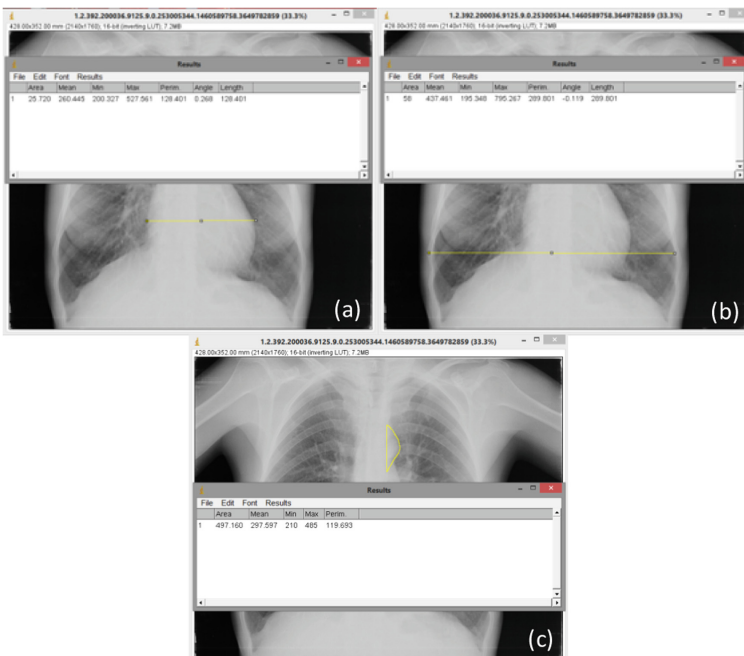 1.2.392.200036.9125.9.0.253005344.1460589758.3649782859 (33.3%)
428.00x352.00 mm (2140x1760); 16-bit (inverting LUT); 7.2MB
Results
File Edit Font Results
Area Mean Min Max Perim. Angle Length
1 25.720 260.445 200.327 527.561 128.401 0.268 128.401
(a)
1.2.392.200036.9125.9.0.253005344.1460589758.3649782859 (33.3%)
428.00x352.00 mm (2140x1760); 16-bit (inverting LUT); 7.2MB
Results
File Edit Font Results
Area Mean Min Max Perim. Angle Length
1 58 437.461 195.348 795.267 289.801 -0.119 289.801
(b)
1.2.392.200036.9125.9.0.253005344.1460589758.3649782859 (33.3%)
428.00x352.00 mm (2140x1760); 16-bit (inverting LUT); 7.2MB
Results
File Edit Font Results
Area Mean Min Max Perim.
1 497.160 297.597 210 485 119.693
(c)